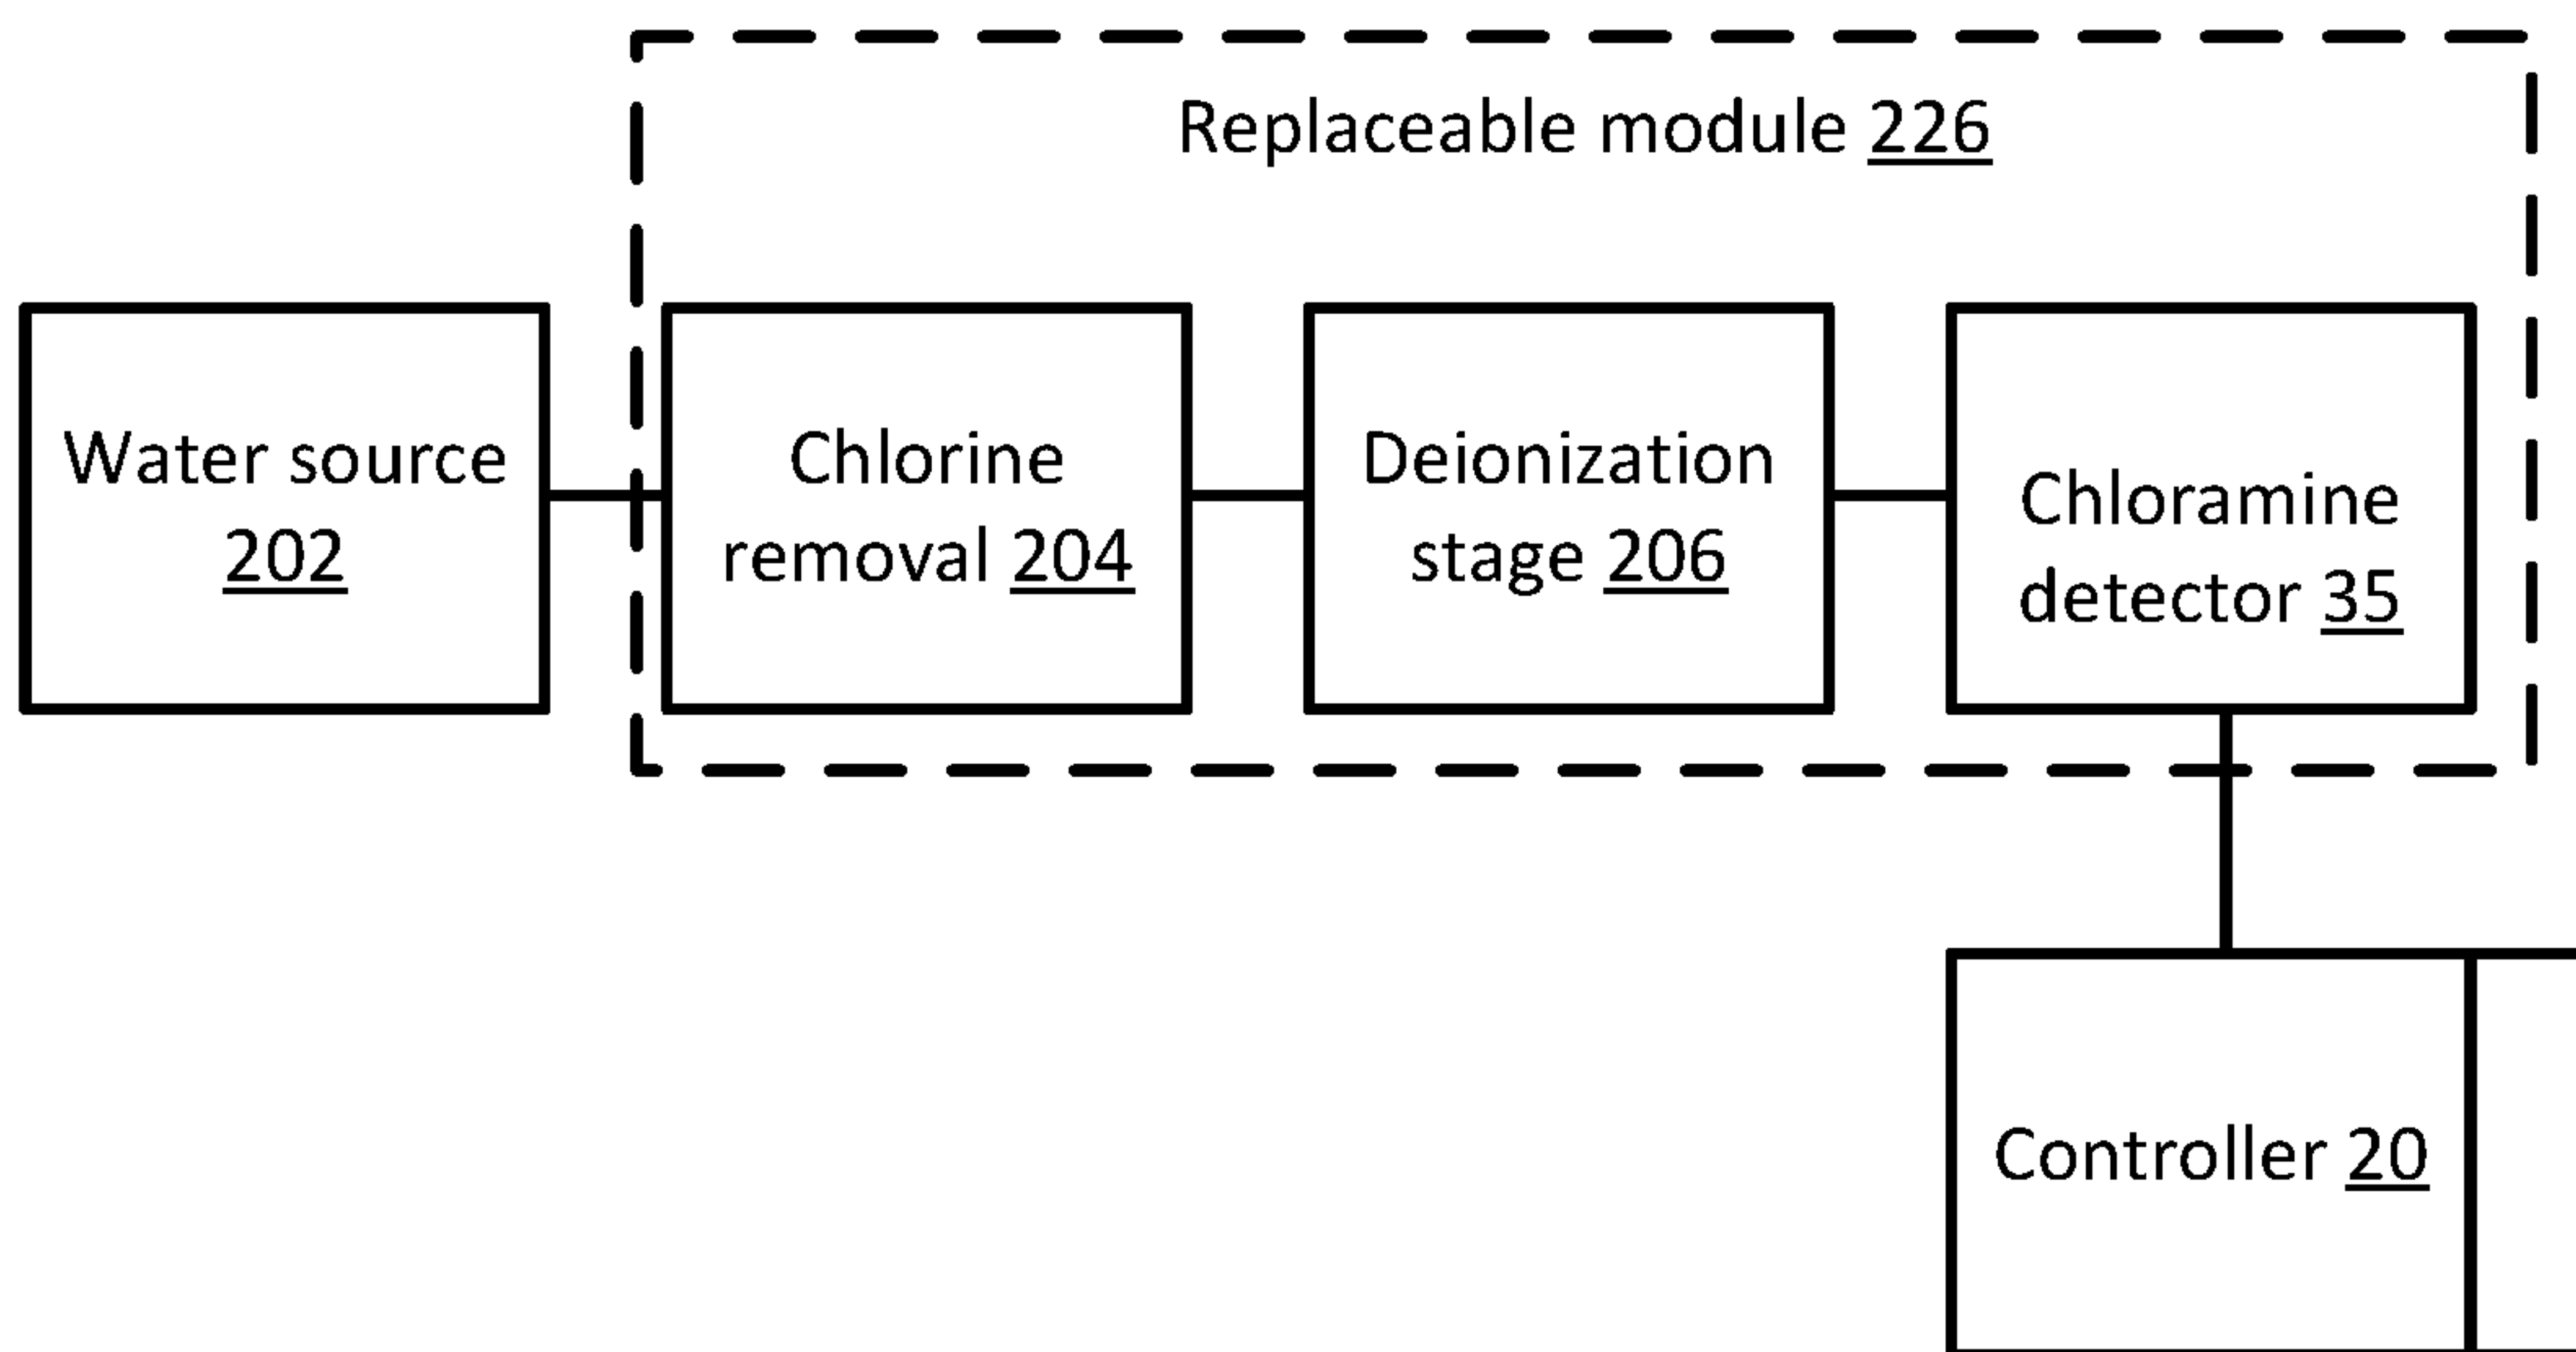 Replaceable module 226
Water source
202
Chlorine
removal 204
Deionization
stage 206
Chloramine
detector 35
Controller 20